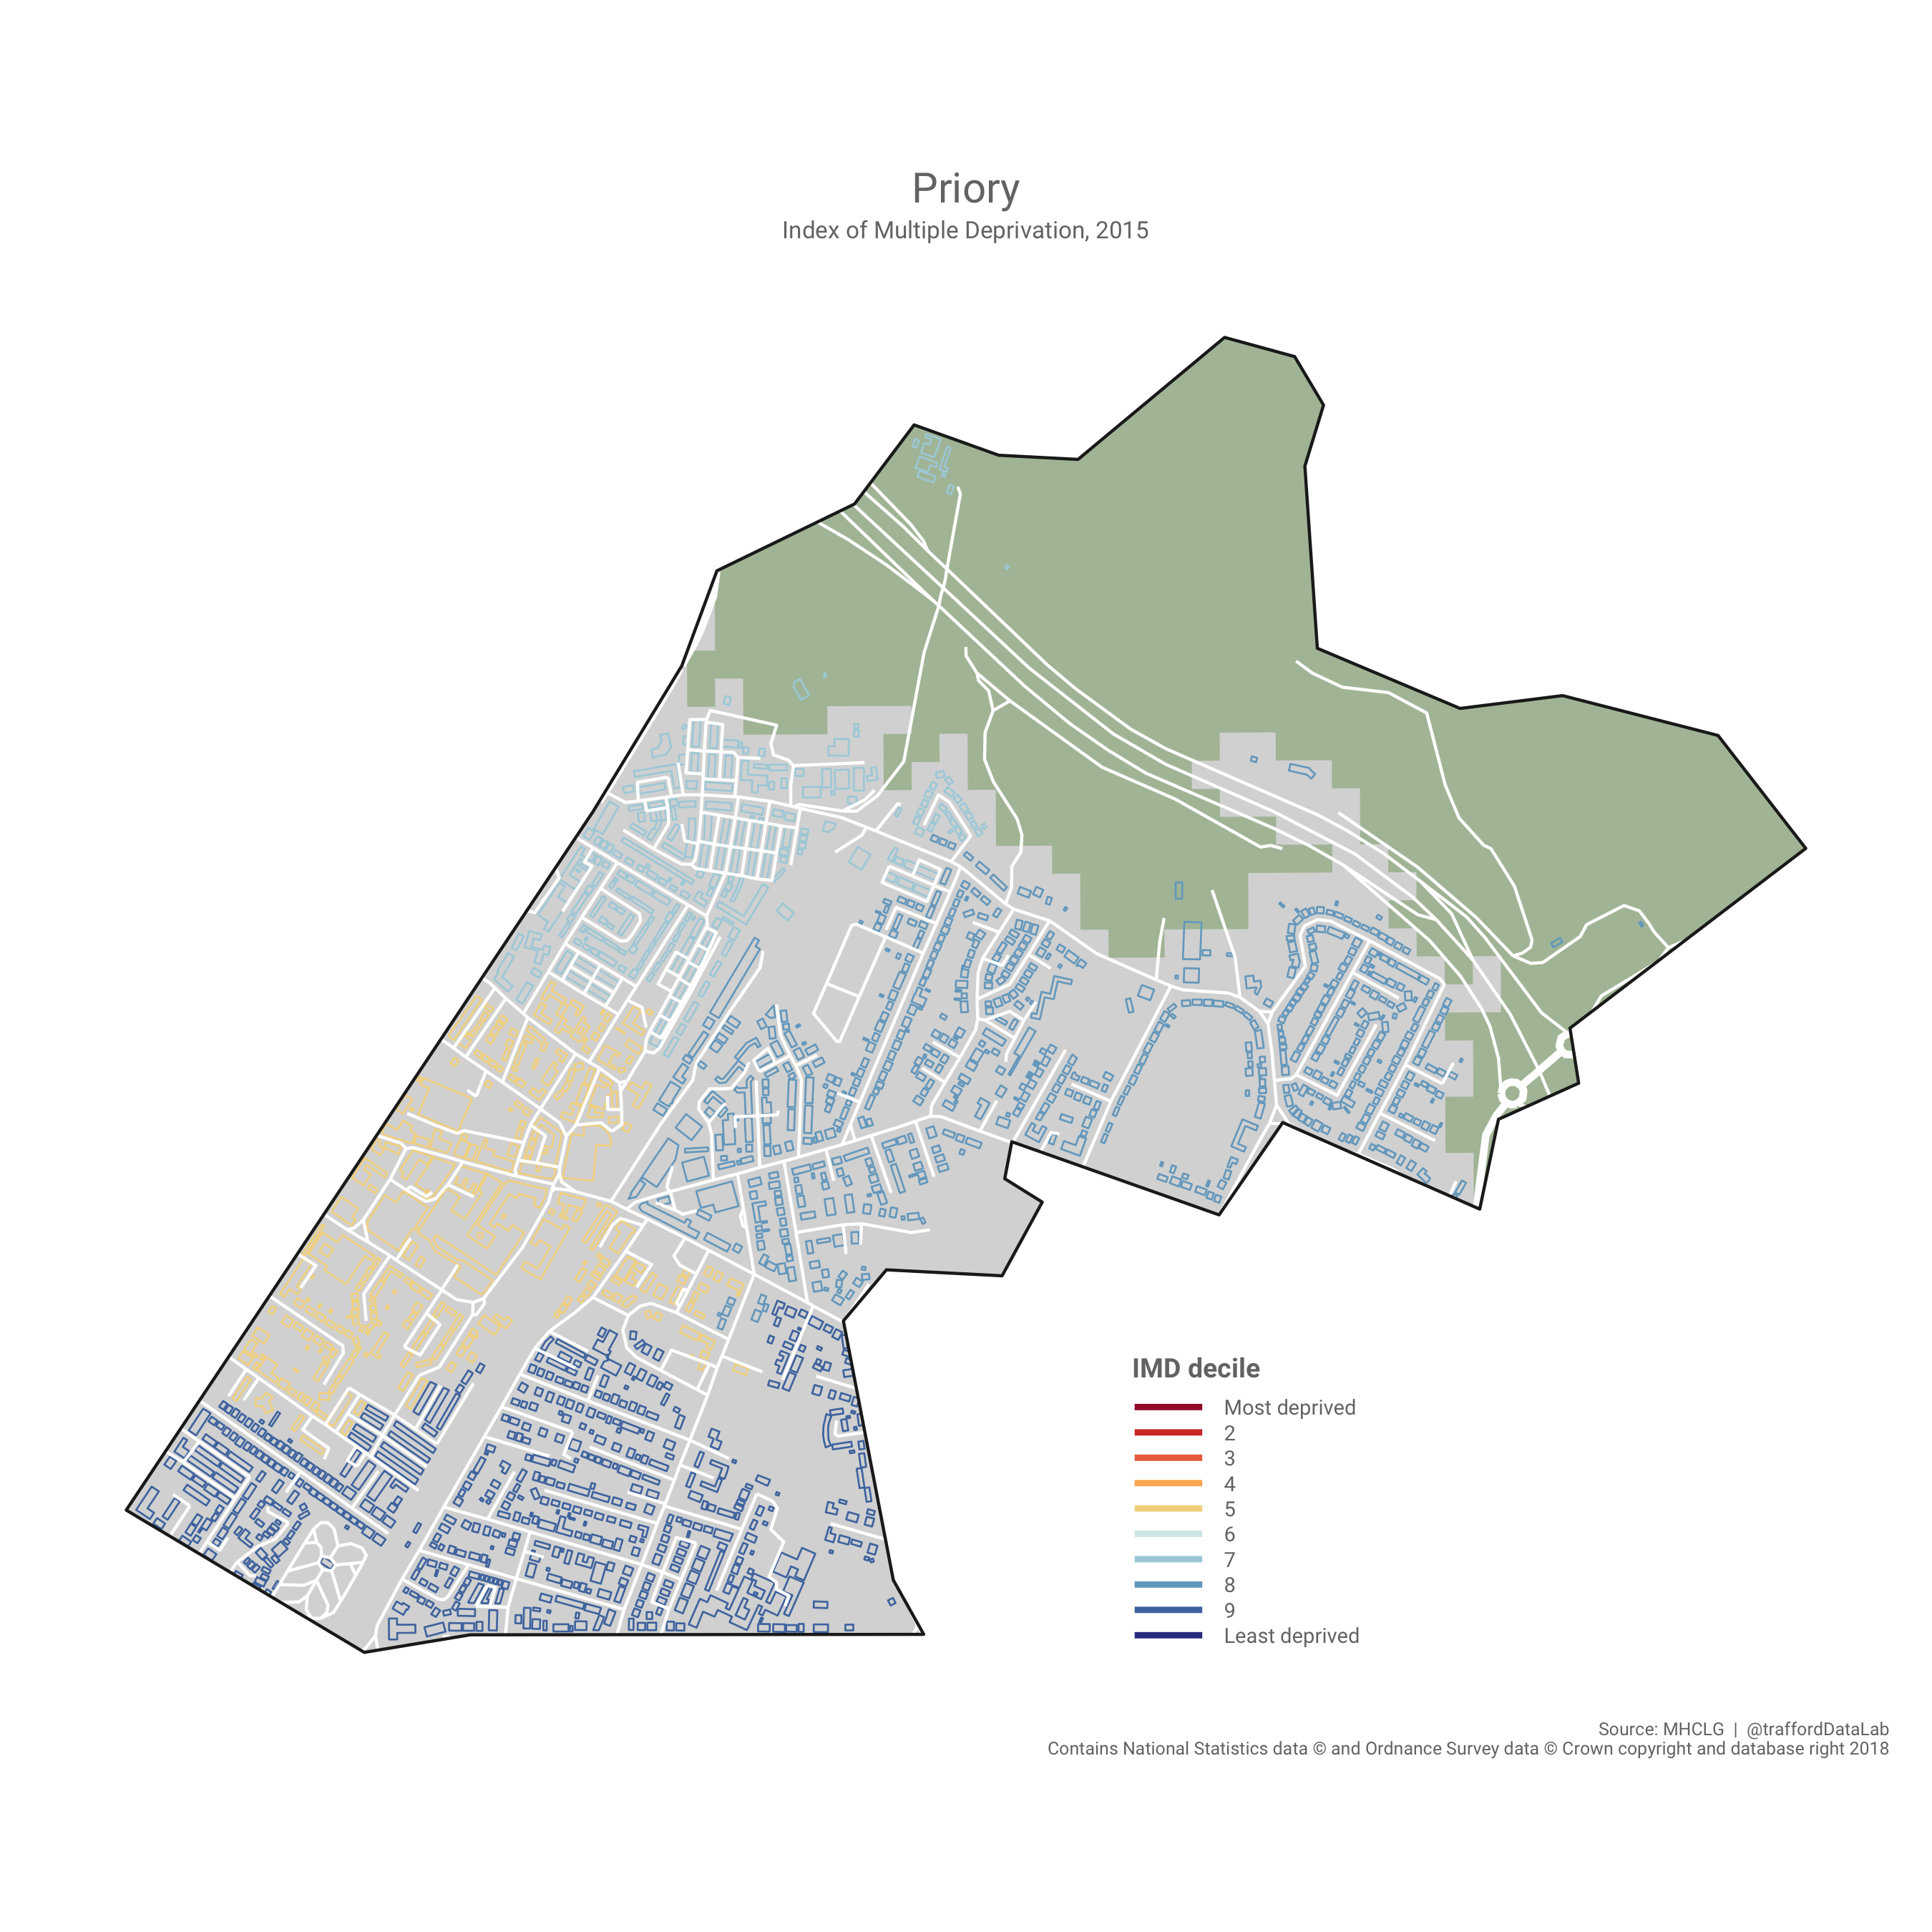 Priory
Index of Multiple Deprivation, 2015
IMD decile
Most deprived
2
3
4
5
6
7
8
9
Least deprived
Source: MHCLG | @traffordDataLab
Contains National Statistics data © and Ordnance Survey data © Crown copyright and database right 2018